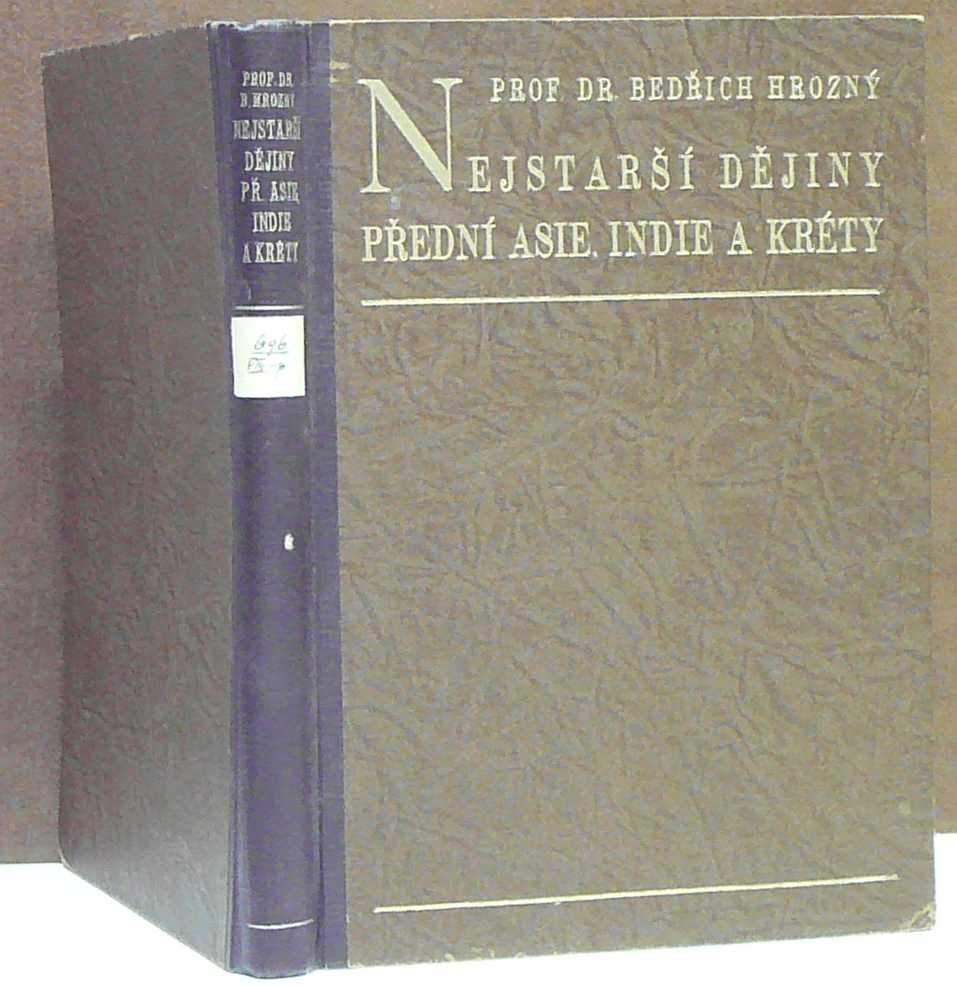 PROF. DR.
B. HROZNÝ
NEJSTARŠÍ
DĚJINY
PŘ. ASIE,
INDIE
A KRÉTY
PROF. DR. BEDŘICH HROZNÝ
NEJSTARŠÍ DĚJINY
PŘEDNÍ ASIE, INDIE A KRÉTY